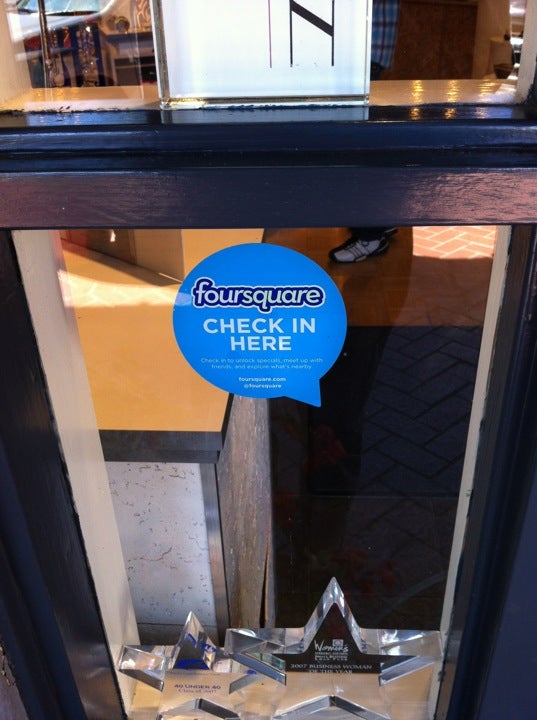 N
foursquare
CHECK IN
HERE
Check in to unlock specials, meet up with
friends, and explore what's nearby
foursquare.com
@foursquare
Women's
2007 BUSINESS WOMAN
OF THE YEAR
40 UNDER 40